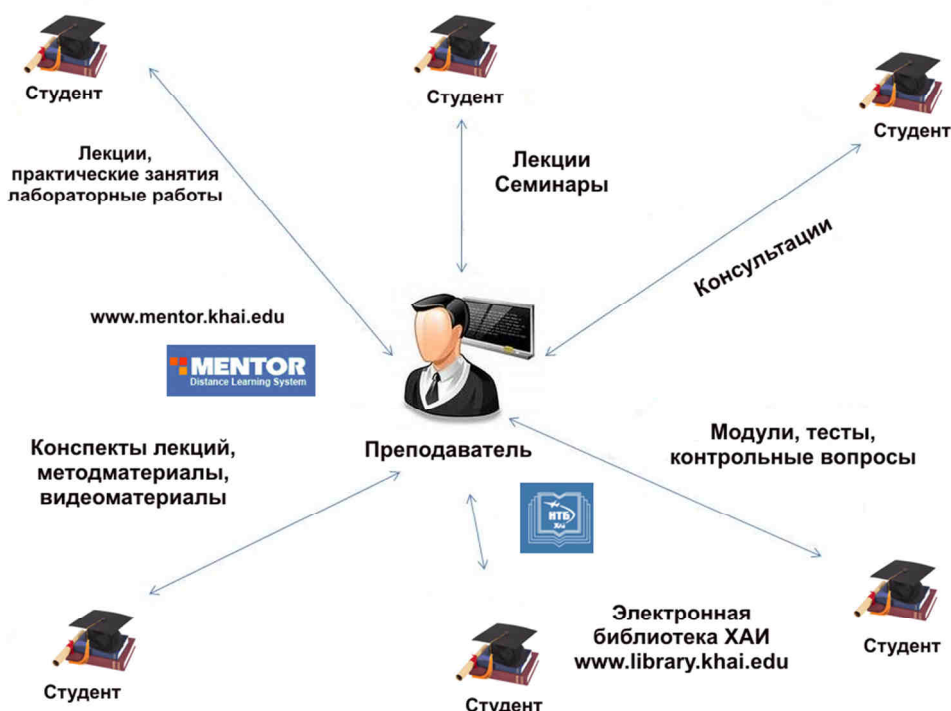 Студент
Студент
Студент
Лекции,
практические занятия
лабораторные работы
Лекции
Семинары
Консультации
www.mentor.khai.edu
MENTOR
Distance Learning System
Преподаватель
Конспекты лекций,
методматериалы,
видеоматериалы
Модули, тесты,
контрольные вопросы
НТБ
ХАІ
Электронная
библиотека ХАИ
www.library.khai.edu
Студент
Студент
Студент